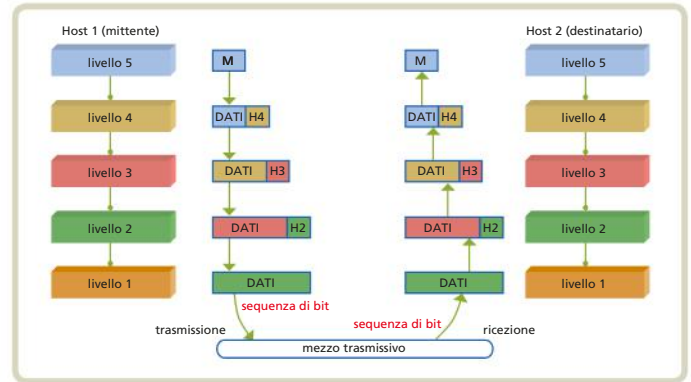 Host 1 (mittente) Host 2 (destinatario)
livello 5 M M livello 5
livello 4 DATI H4 DATI H4 livello 4
livello 3 DATI H3 DATI H3 livello 3
livello 2 DATI H2 DATI H2 livello 2
livello 1 DATI DATI livello 1
sequenza di bit
trasmissione sequenza di bit ricezione
mezzo trasmissivo